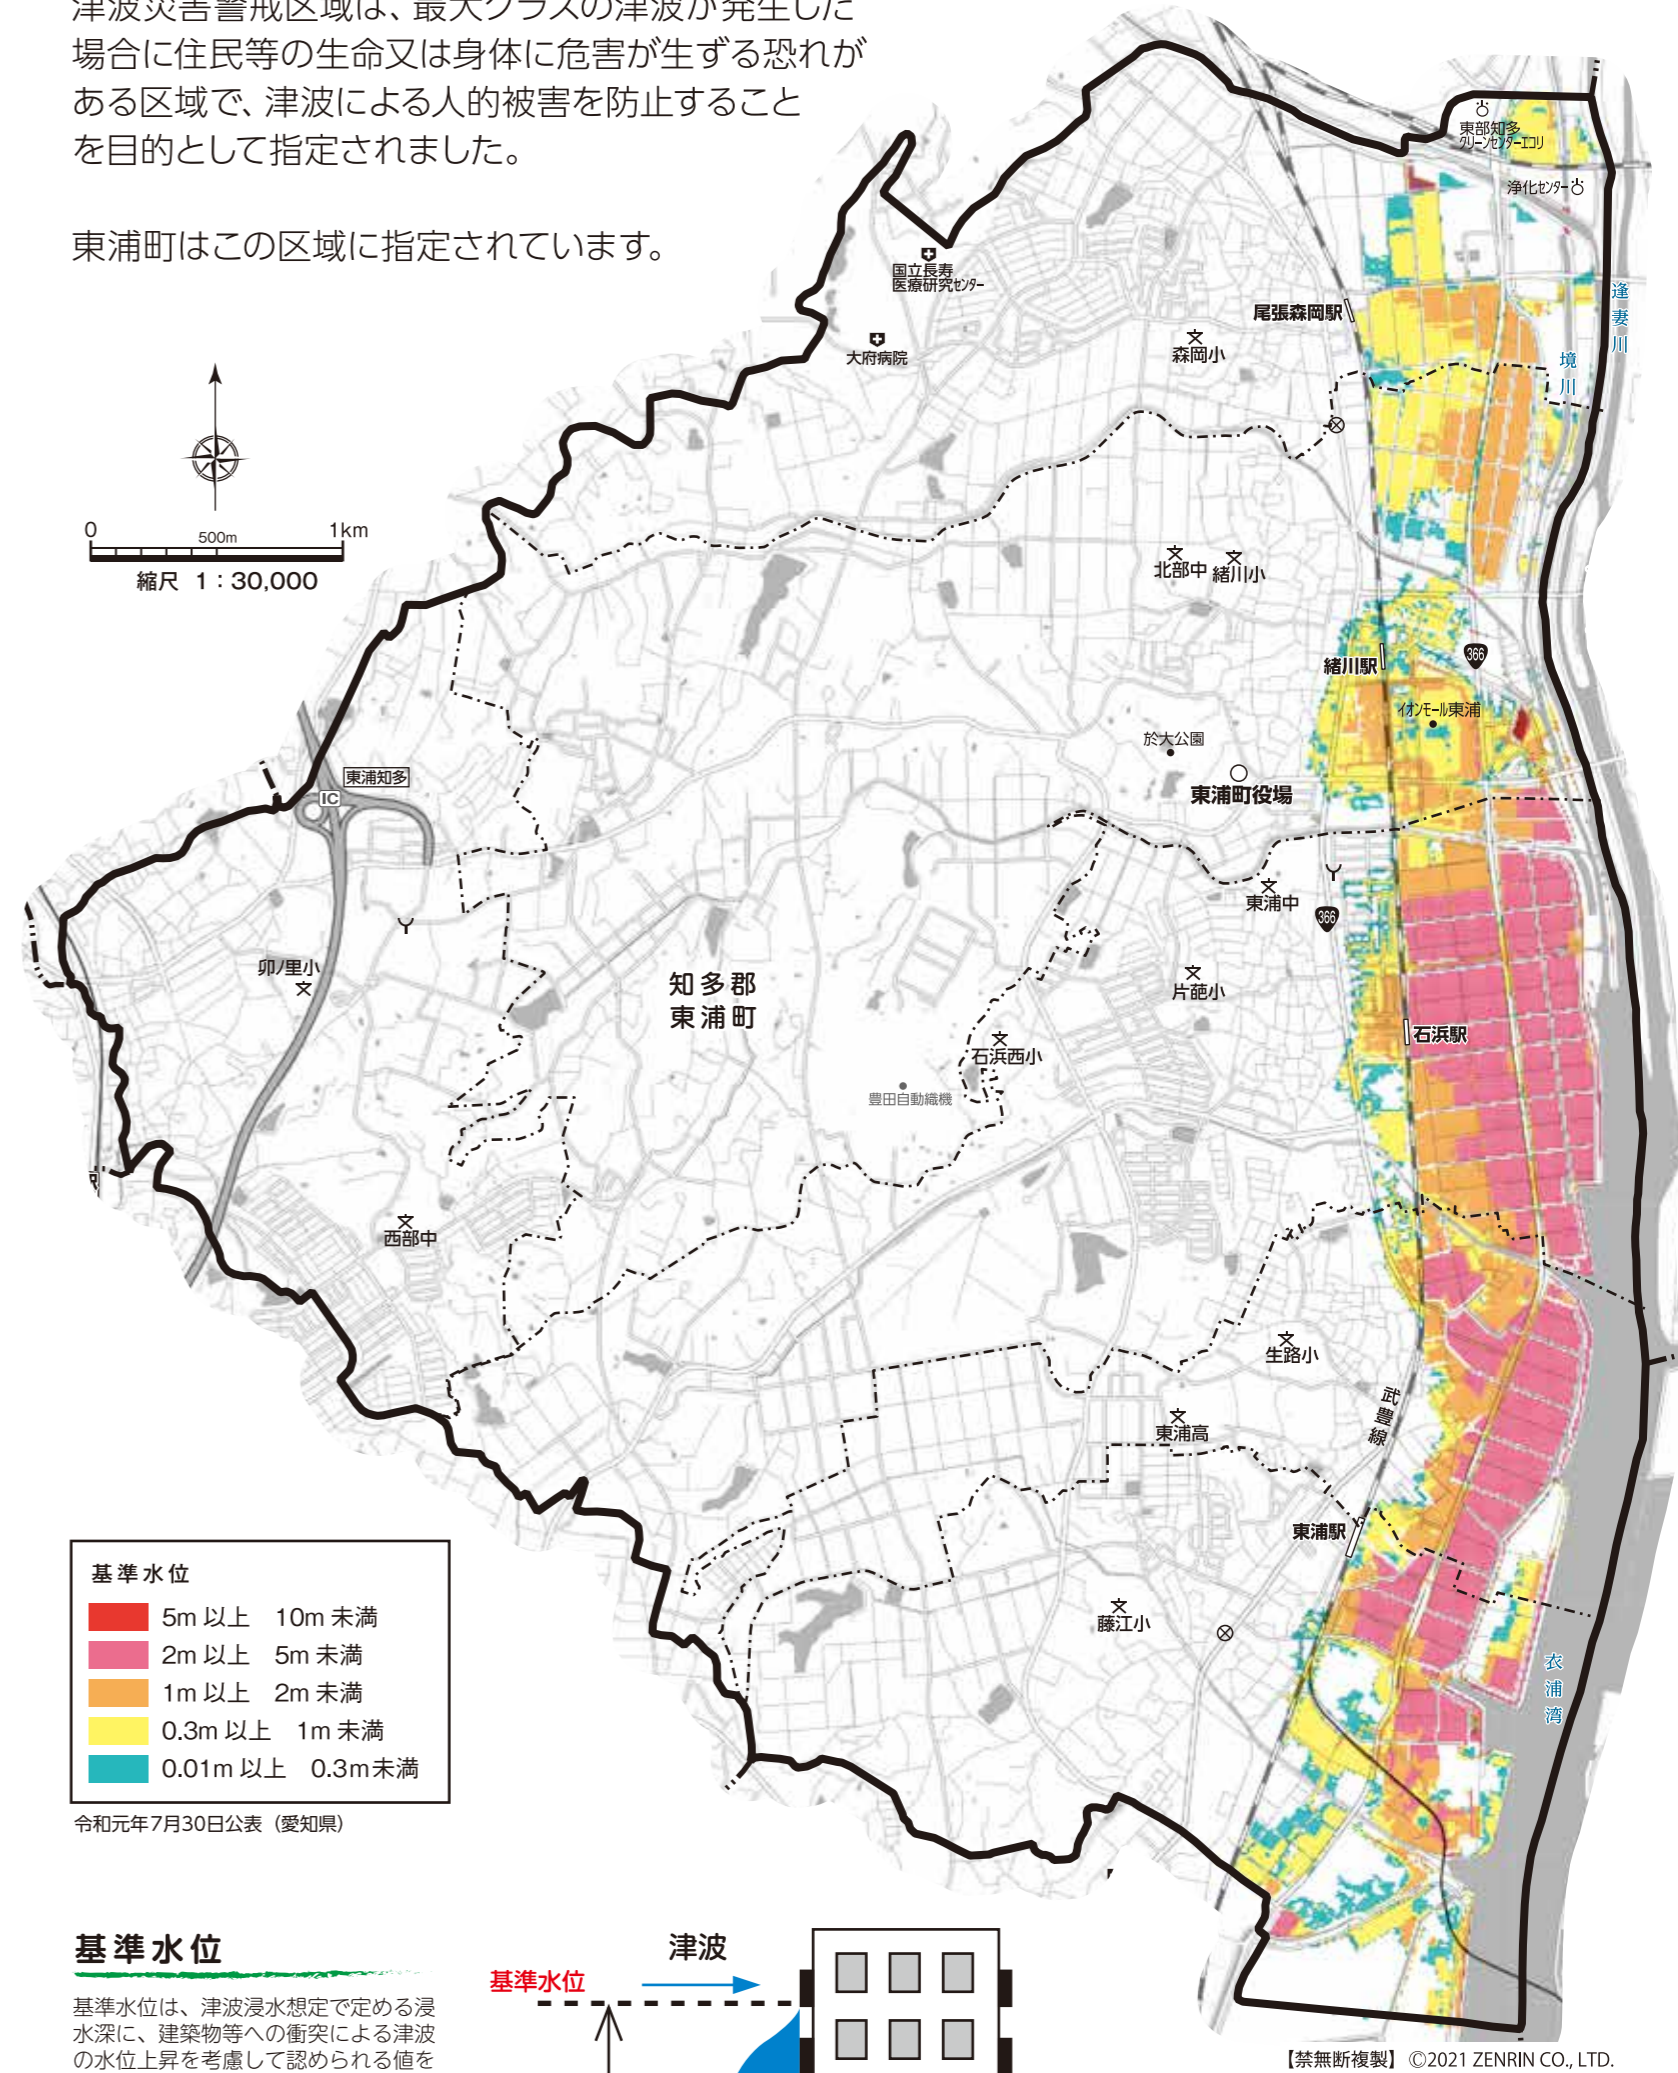 津波災害警戒区域は、最大クラスの津波が発生した
場合に住民等の生命又は身体に危害が生ずる恐れが
ある区域で、津波による人的被害を防止すること
を目的として指定されました。
東浦町はこの区域に指定されています。
0
500m
1km
縮尺 1：30,000
東部知多
クリーンセンターエコリ
浄化センター
国立長寿
医療研究センター
大府病院
尾張森岡駅
森岡小
逢妻川
境川
北部中
緒川小
緒川駅
366
イオンモール東浦
於大公園
東浦町役場
東浦知多
IC
東浦中
366
卯ノ里小
知多郡
東浦町
片葩小
石浜駅
石浜西小
豊田自動織機
西部中
生路小
武豊線
東浦高
東浦駅
藤江小
衣浦湾
基準水位
5m 以上 10m 未満
2m 以上 5m 未満
1m 以上 2m 未満
0.3m 以上 1m 未満
0.01m 以上 0.3m 未満
令和元年7月30日公表（愛知県）
基準水位
基準水位は、津波浸水想定で定める浸
水深に、建築物等への衝突による津波
の水位上昇を考慮して認められる値を
津波
基準水位
【禁無断複製】 ©2021 ZENRIN CO., LTD.